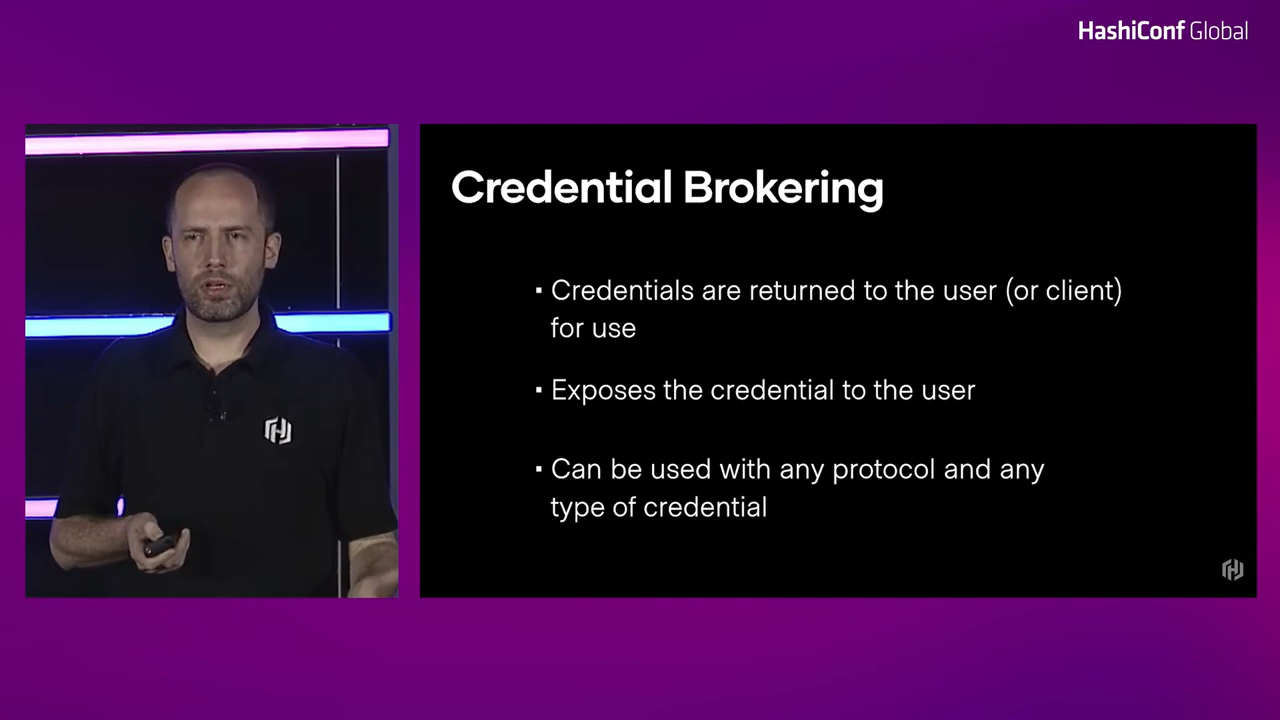 HashiConf Global
Credential Brokering
▪ Credentials are returned to the user (or client)
for use
▪ Exposes the credential to the user
▪ Can be used with any protocol and any
type of credential